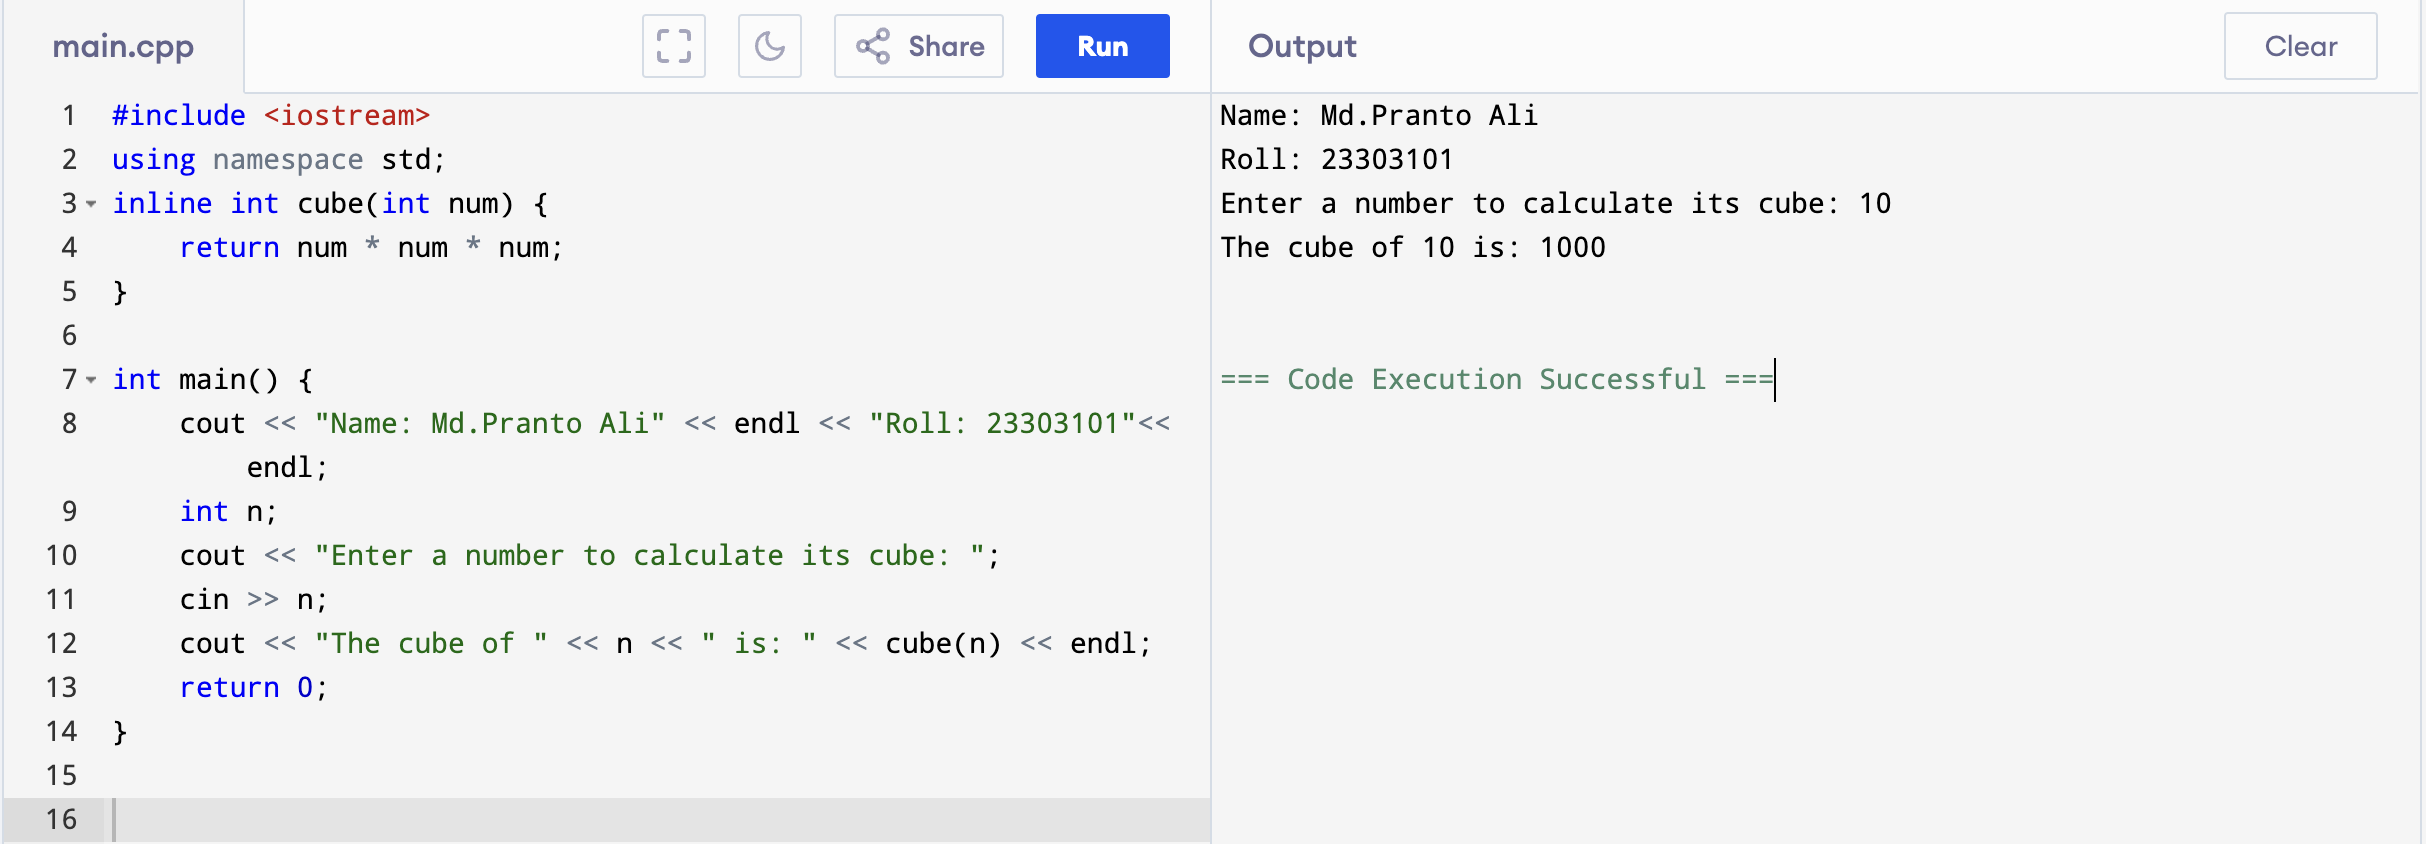 main.cpp
Share
Run
Output
Clear
1 #include <iostream>
2 using namespace std;
3 inline int cube(int num) {
4     return num * num * num;
5 }
6
7 int main() {
8     cout << "Name: Md.Pranto Ali" << endl << "Roll: 23303101"<<
        endl;
9     int n;
10     cout << "Enter a number to calculate its cube: ";
11     cin >> n;
12     cout << "The cube of " << n << " is: " << cube(n) << endl;
13     return 0;
14 }
15
16
Name: Md.Pranto Ali
Roll: 23303101
Enter a number to calculate its cube: 10
The cube of 10 is: 1000
=== Code Execution Successful ===